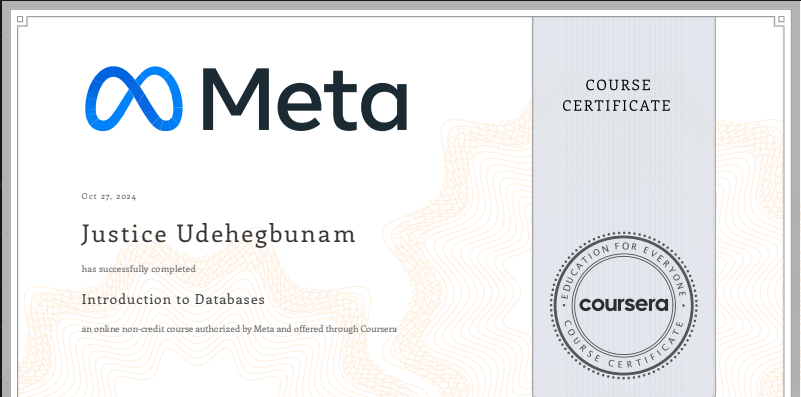 Meta
COURSE
CERTIFICATE
Oct 27, 2024
Justice Udehegbunam
has successfully completed
Introduction to Databases
an online non-credit course authorized by Meta and offered through Coursera
EDUCATION FOR EVERYONE
coursera
COURSE CERTIFICATE